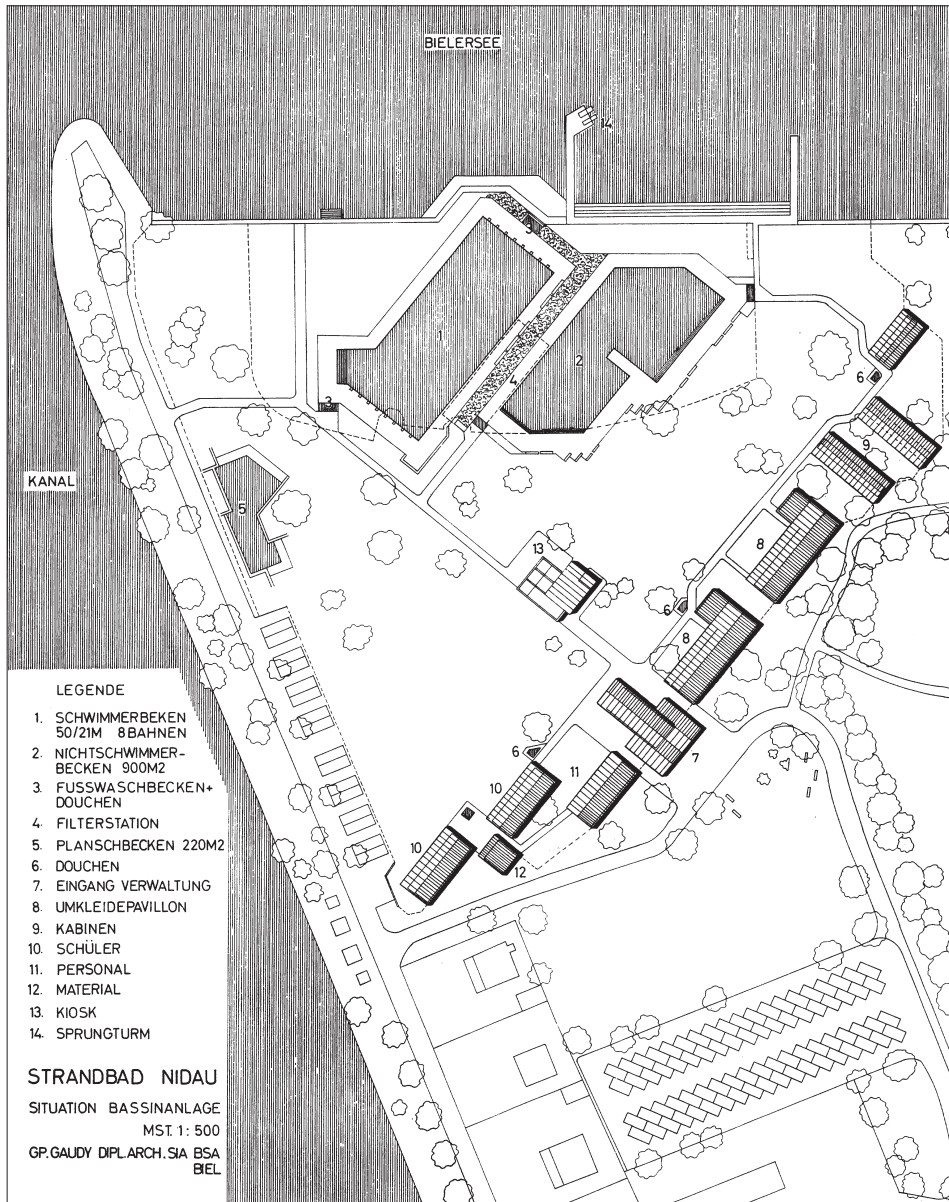 BIELERSEE
14
3
1
2
4
6
3
9
KANAL
5
8
13
6
8
7
6
11
10
10
12
LEGENDE
1. SCHWIMMERBEKEN
50/21M 8 BAHNEN
2. NICHTSCHWIMMER-
BECKEN 900M2
3. FUSSWASCHBECKEN+
DOUCHEN
4. FILTERSTATION
5. PLANSCHBECKEN 220M2
6. DOUCHEN
7. EINGANG VERWALTUNG
8. UMKLEIDEPAVILLON
9. KABINEN
10. SCHÜLER
11. PERSONAL
12. MATERIAL
13. KIOSK
14. SPRUNGTURM
STRANDBAD NIDAU
SITUATION BASSINANLAGE
MST. 1:500
GP. GAUDY DIPL.ARCH. SIA BSA
BIEL